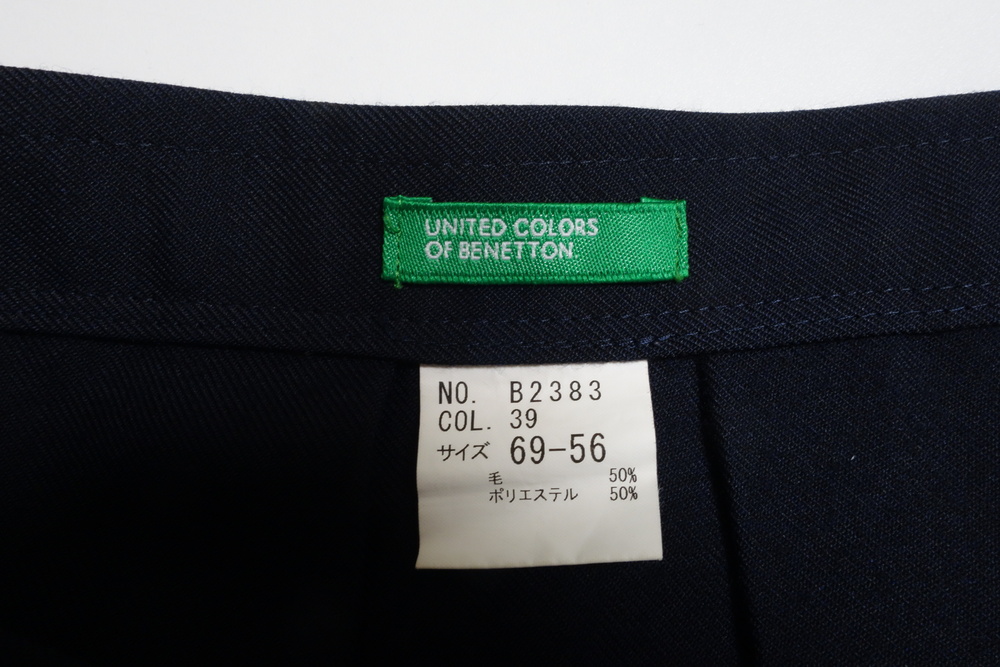 UNITED COLORS
OF BENETTON.
NO. B2383
COL. 39
サイズ 69-56
毛 50%
ポリエステル 50%